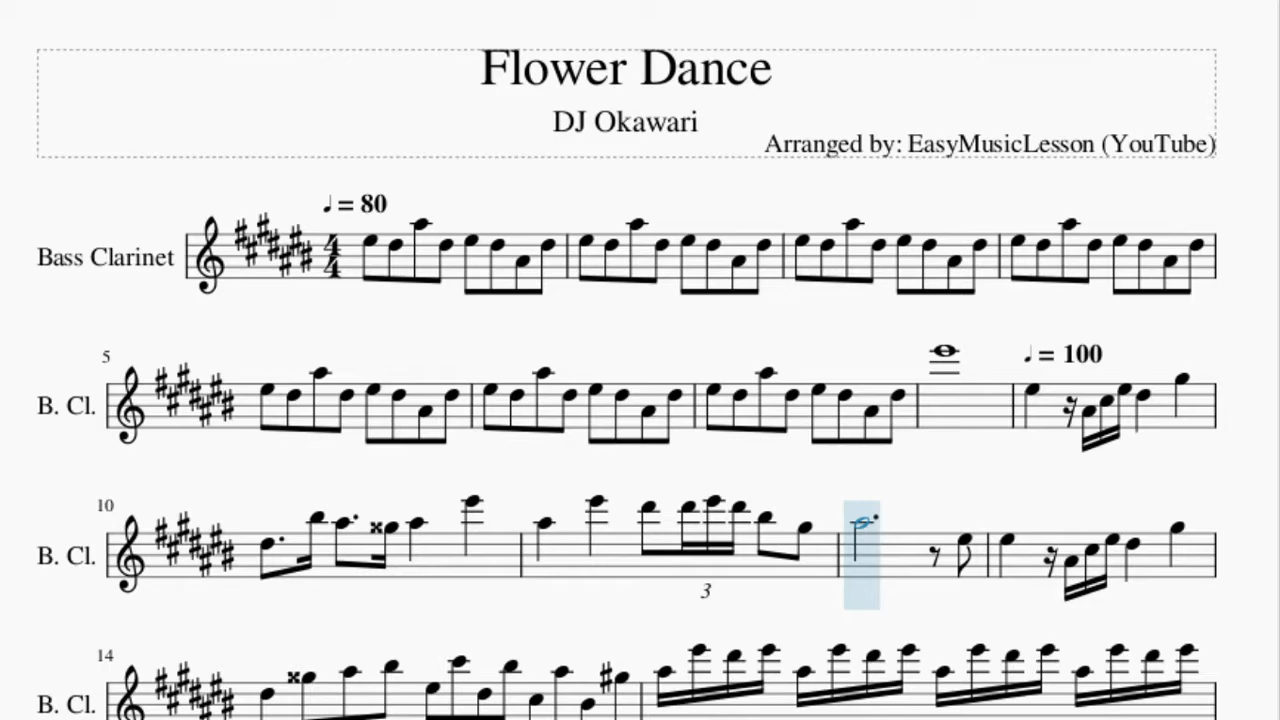 Flower Dance
DJ Okawari
Arranged by: EasyMusicLesson (YouTube)
♩ = 80
Bass Clarinet
4
4
5
♩ = 100
B. Cl.
10
B. Cl.
3
14
B. Cl.